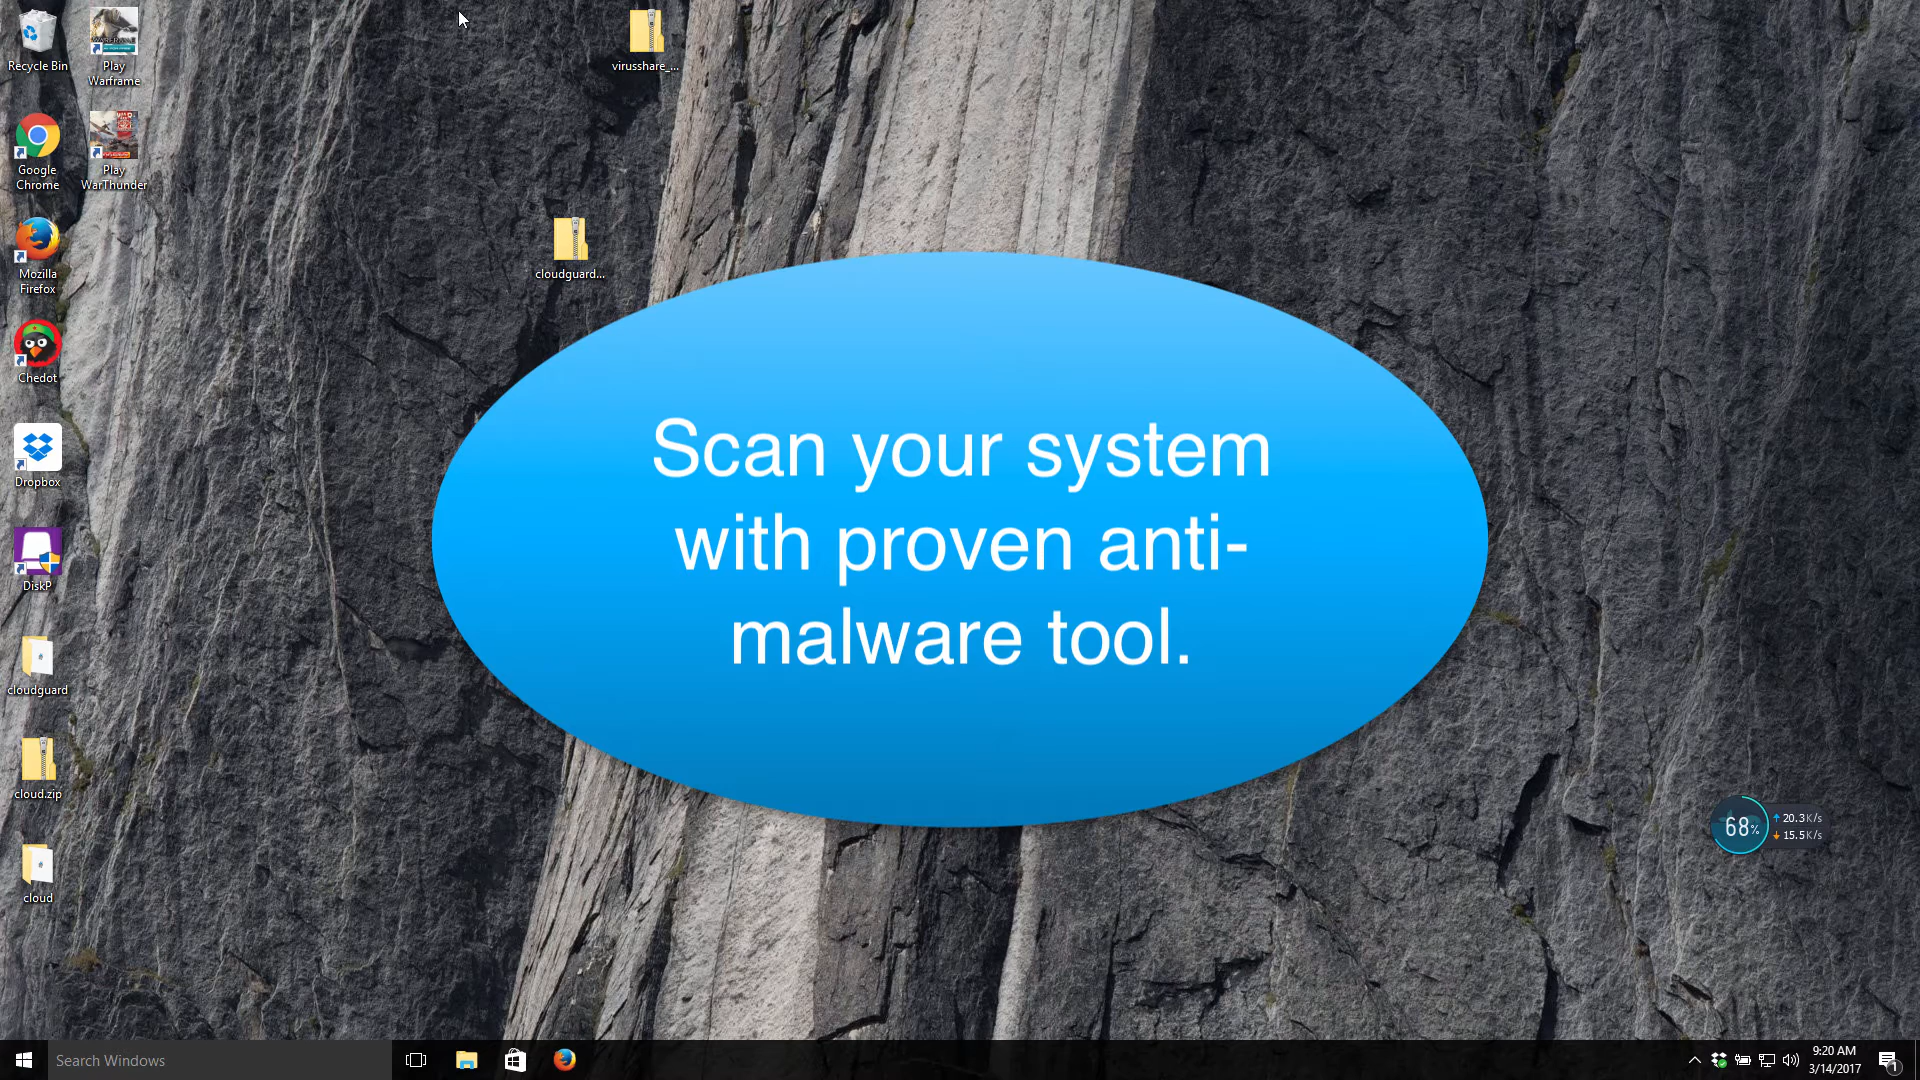 Recycle Bin
Play
Warframe
virusshare_...
Google
Chrome
Play
WarThunder
Mozilla
Firefox
cloudguard...
Chedot
Dropbox
DiskP
cloudguard
cloud.zip
cloud
Scan your system
with proven anti-
malware tool.
68%
20.3K/s
15.5K/s
Search Windows
9:20 AM
3/14/2017
1